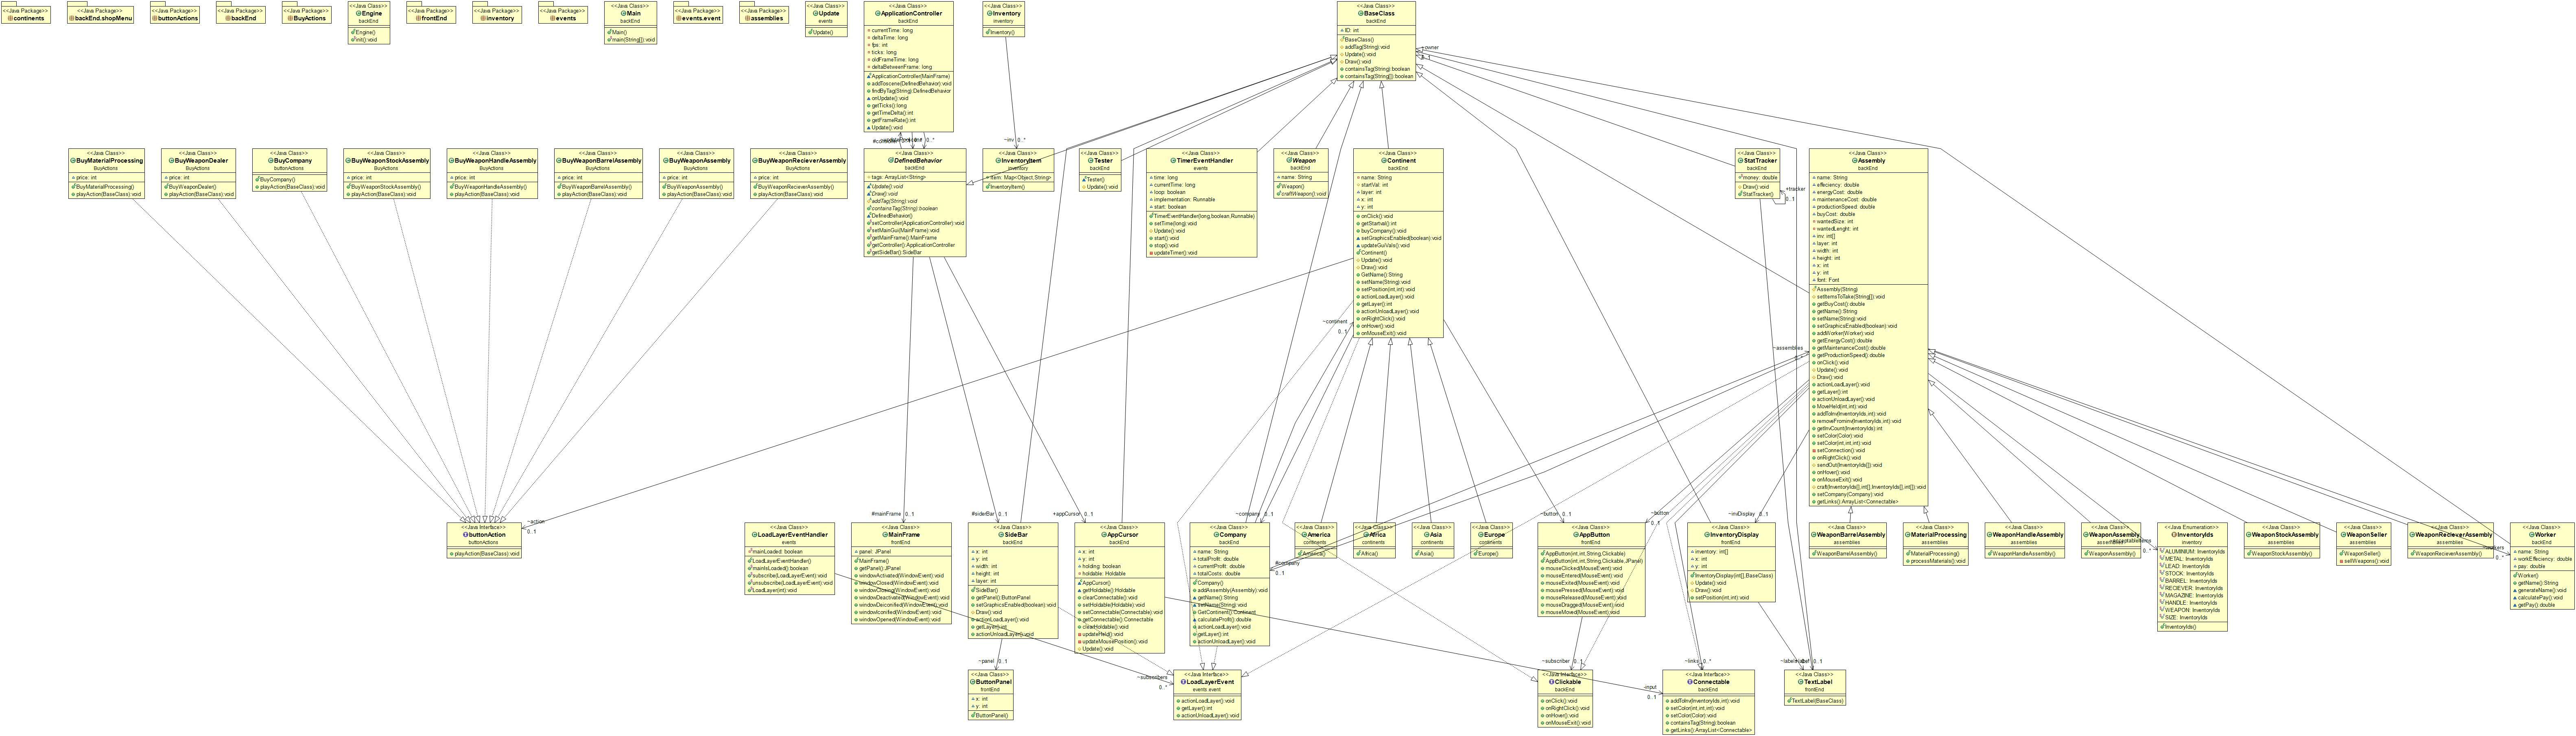 <<Java Package>>
continents
<<Java Package>>
backEnd.shopMenu
<<Java Package>>
buttonActions
<<Java Package>>
backEnd
<<Java Package>>
BuyActions
<<Java Class>>
Engine
backEnd
Engine()
init():void
<<Java Package>>
frontEnd
<<Java Package>>
inventory
<<Java Package>>
events
<<Java Class>>
Main
backEnd
Main()
main(String[]):void
<<Java Package>>
events.event
<<Java Package>>
assemblies
<<Java Class>>
Update
events
Update()
<<Java Class>>
ApplicationController
backEnd
currentTime: long
deltaTime: long
fps: int
ticks: long
oldFrameTime: long
deltaBetweenFrame: long
ApplicationController(MainFrame)
addToscene(DefinedBehavior):void
findByTag(String):DefinedBehavior
onUpdate():void
getTicks():long
getTimeDelta():int
getFrameRate():int
Update():void
<<Java Class>>
Inventory
inventory
Inventory()
~inv 0..*
<<Java Class>>
BaseClass
backEnd
ID: int
BaseClass()
addTag(String):void
Update():void
Draw():void
containsTag(String):boolean
containsTag(String[]):boolean
+owner
0..1
<<Java Class>>
BuyMaterialProcessing
BuyActions
price: int
BuyMaterialProcessing()
playAction(BaseClass):void
<<Java Class>>
BuyWeaponDealer
BuyActions
price: int
BuyWeaponDealer()
playAction(BaseClass):void
<<Java Class>>
BuyCompany
buttonActions
BuyCompany()
playAction(BaseClass):void
<<Java Class>>
BuyWeaponStockAssembly
BuyActions
price: int
BuyWeaponStockAssembly()
playAction(BaseClass):void
<<Java Class>>
BuyWeaponHandleAssembly
BuyActions
price: int
BuyWeaponHandleAssembly()
playAction(BaseClass):void
<<Java Class>>
BuyWeaponBarrelAssembly
BuyActions
price: int
BuyWeaponBarrelAssembly()
playAction(BaseClass):void
<<Java Class>>
BuyWeaponAssembly
BuyActions
price: int
BuyWeaponAssembly()
playAction(BaseClass):void
<<Java Class>>
BuyWeaponRecieverAssembly
BuyActions
price: int
BuyWeaponRecieverAssembly()
playAction(BaseClass):void
<<Java Class>>
DefinedBehavior
backEnd
tags: ArrayList<String>
Update():void
Draw():void
addTag(String):void
containsTag(String):boolean
DefinedBehavior()
setController(ApplicationController):void
setMainGui(MainFrame):void
getMainFrame():MainFrame
getController():ApplicationController
getSideBar():SideBar
<<Java Class>>
InventoryItem
inventory
item: Map<Object,String>
InventoryItem()
<<Java Class>>
Tester
backEnd
Tester()
Update():void
<<Java Class>>
TimerEventHandler
events
time: long
currentTime: long
loop: boolean
implementation: Runnable
start: boolean
TimerEventHandler(long,boolean,Runnable)
setTime(long):void
Update():void
start():void
stop():void
updateTimer():void
<<Java Class>>
Weapon
backEnd
name: String
Weapon()
craftWeapon():void
<<Java Class>>
Continent
backEnd
name: String
startVal: int
layer: int
x: int
y: int
onClick():void
getStartval():int
buyCompany():void
setGraphicsEnabled(boolean):void
updateGuiVals():void
Continent()
Update():void
Draw():void
GetName():String
setName(String):void
setPosition(int,int):void
actionLoadLayer():void
getLayer():int
actionUnloadLayer():void
onRightClick():void
onHover():void
onMouseExit():void
<<Java Class>>
StatTracker
backEnd
money: double
Draw():void
StatTracker()
+tracker
0..1
<<Java Class>>
Assembly
backEnd
name: String
effeciency: double
energyCost: double
maintenanceCost: double
productionSpeed: double
buyCost: double
wantedSize: int
wantedLenght: int
inv: int[]
layer: int
width: int
height: int
x: int
y: int
font: Font
Assembly(String)
setItemsToTake(String[]):void
getBuyCost():double
getName():String
setName(String):void
setGraphicsEnabled(boolean):void
addWorker(Worker):void
getEnergyCost():double
getMaintenanceCost():double
getProductionSpeed():double
onClick():void
Update():void
Draw():void
actionLoadLayer():void
getLayer():int
actionUnloadLayer():void
MoveHeld(int,int):void
addToInv(InventoryIds,int):void
removeFromInv(InventoryIds,int):void
getInvCount(InventoryIds):int
setColor(Color):void
setColor(int,int,int):void
setConnection():void
onRightClick():void
sendOut(InventoryIds[]):void
onHover():void
onMouseExit():void
craft(InventoryIds[],int[],InventoryIds[],int[]):void
setCompany(Company):void
getLinks():ArrayList<Connectable>
~continent
0..1
~assemblies
0..*
~action
0..1
#mainFrame 0..1
#sideBar 0..1
+appCursor 0..1
~company 0..1
~button 0..1
~button
0..1
~invDisplay 0..1
<<Java Interface>>
buttonAction
buttonActions
playAction(BaseClass):void
<<Java Class>>
LoadLayerEventHandler
events
mainLoaded: boolean
LoadLayerEventHandler()
mainIsLoaded():boolean
subscribe(LoadLayerEvent):void
unsubscribe(LoadLayerEvent):void
LoadLayer(int):void
<<Java Class>>
MainFrame
frontEnd
panel: JPanel
MainFrame()
getPanel():JPanel
windowActivated(WindowEvent):void
windowClosed(WindowEvent):void
windowClosing(WindowEvent):void
windowDeactivated(WindowEvent):void
windowDeiconified(WindowEvent):void
windowIconified(WindowEvent):void
windowOpened(WindowEvent):void
<<Java Class>>
SideBar
backEnd
x: int
y: int
width: int
height: int
layer: int
SideBar()
getPanel():ButtonPanel
setGraphicsEnabled(boolean):void
Draw():void
actionLoadLayer():void
getLayer():int
actionUnloadLayer():void
<<Java Class>>
AppCursor
backEnd
x: int
y: int
holding: boolean
holdable: Holdable
AppCursor()
getHoldable():Holdable
clearConnectable():void
setHoldable(Holdable):void
setConnectable(Connectable):void
getConnectable():Connectable
clearHoldable():void
updateHeld():void
updateMousePosition():void
Update():void
<<Java Class>>
Company
backEnd
name: String
totalProfit: double
currentProfit: double
totalCosts: double
Company()
addAssembly(Assembly):void
getName():String
setName(String):void
GetContinent():Continent
calculateProfit():double
actionLoadLayer():void
getLayer():int
actionUnloadLayer():void
#company
0..1
<<Java Class>>
America
continents
America()
<<Java Class>>
Africa
continents
Africa()
<<Java Class>>
Asia
continents
Asia()
<<Java Class>>
Europe
continents
Europe()
<<Java Class>>
AppButton
frontEnd
AppButton(int,int,String,Clickable)
AppButton(int,int,String,Clickable,JPanel)
mouseClicked(MouseEvent):void
mouseEntered(MouseEvent):void
mouseExited(MouseEvent):void
mousePressed(MouseEvent):void
mouseReleased(MouseEvent):void
mouseDragged(MouseEvent):void
mouseMoved(MouseEvent):void
<<Java Class>>
InventoryDisplay
frontEnd
inventory: int[]
x: int
y: int
InventoryDisplay(int[],BaseClass)
Update():void
Draw():void
setPosition(int,int):void
<<Java Class>>
WeaponBarrelAssembly
assemblies
WeaponBarrelAssembly()
<<Java Class>>
MaterialProcessing
assemblies
MaterialProcessing()
processMaterials():void
<<Java Class>>
WeaponHandleAssembly
assemblies
WeaponHandleAssembly()
<<Java Class>>
WeaponAssembly
assemblies
WeaponAssembly()
0..*
<<Java Enumeration>>
InventoryIds
inventory
ALUMINUM: InventoryIds
METAL: InventoryIds
LEAD: InventoryIds
STOCK: InventoryIds
BARREL: InventoryIds
RECIEVER: InventoryIds
MAGAZINE: InventoryIds
HANDLE: InventoryIds
WEAPON: InventoryIds
SIZE: InventoryIds
InventoryIds()
<<Java Class>>
WeaponStockAssembly
assemblies
WeaponStockAssembly()
<<Java Class>>
WeaponSeller
assemblies
WeaponSeller()
sellWeapons():void
<<Java Class>>
WeaponRecieverAssembly
assemblies
WeaponRecieverAssembly()
0..*
<<Java Class>>
Worker
backEnd
name: String
workEffeciency: double
pay: double
Worker()
getName():String
generateName():void
calculatePay():void
getPay():double
~panel 0..1
~subscribers
0..*
~subscriber 0..1
-input
0..1
~links 0..*
0..1
<<Java Class>>
ButtonPanel
frontEnd
x: int
y: int
ButtonPanel()
<<Java Interface>>
LoadLayerEvent
events.event
actionLoadLayer():void
getLayer():int
actionUnloadLayer():void
<<Java Interface>>
Clickable
backEnd
onClick():void
onRightClick():void
onHover():void
onMouseExit():void
<<Java Interface>>
Connectable
backEnd
addToInv(InventoryIds,int):void
setColor(int,int,int):void
setColor(Color):void
containsTag(String):boolean
getLinks():ArrayList<Connectable>
<<Java Class>>
TextLabel
frontEnd
TextLabel(BaseClass)